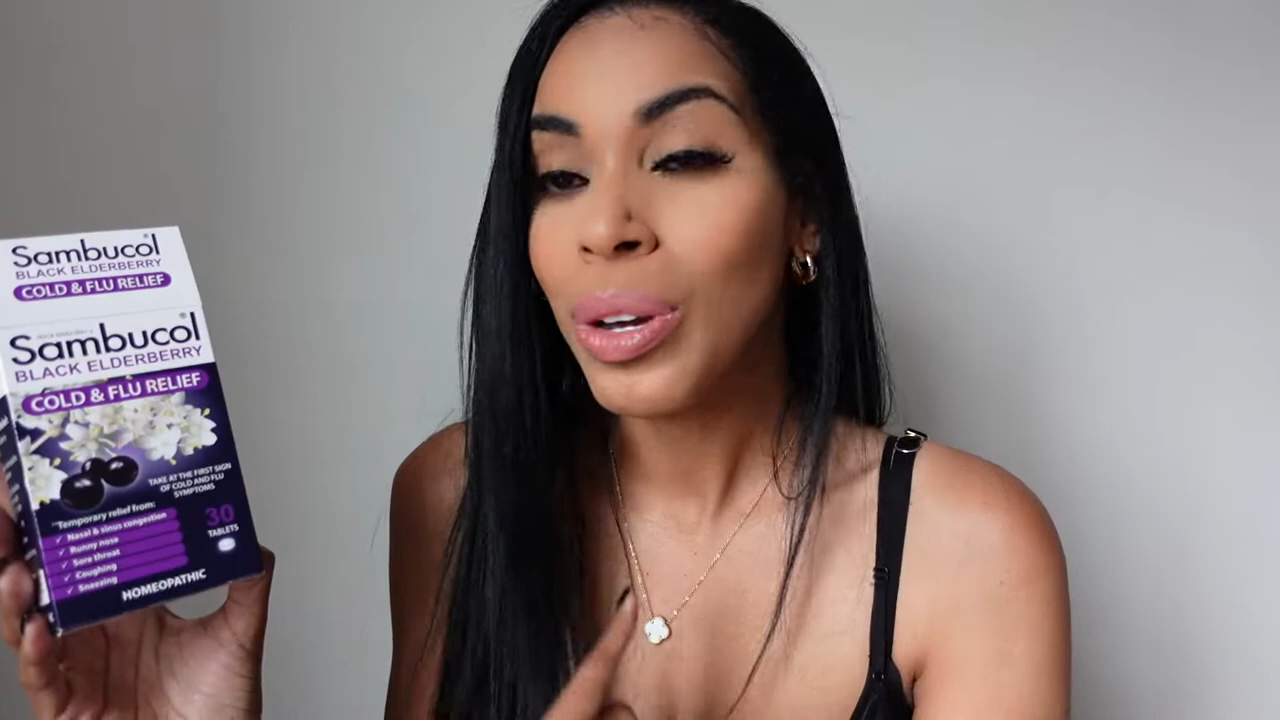 Sambucol®
BLACK ELDERBERRY
COLD & FLU RELIEF
Sambucol®
BLACK ELDERBERRY
COLD & FLU RELIEF
TAKE AT THE FIRST SIGN
OF COLD AND FLU
SYMPTOMS
Temporary relief from:
✓ Nasal & sinus congestion
✓ Runny nose
✓ Sore throat
✓ Coughing
✓ Sneezing
30
TABLETS
HOMEOPATHIC